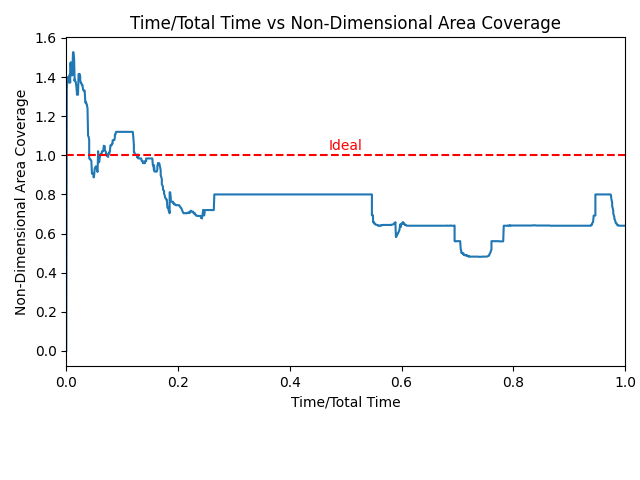 Time/Total Time vs Non-Dimensional Area Coverage
Non-Dimensional Area Coverage
1.6
1.4
1.2
1.0
0.8
0.6
0.4
0.2
0.0
Ideal
0.0 0.2 0.4 0.6 0.8 1.0
Time/Total Time